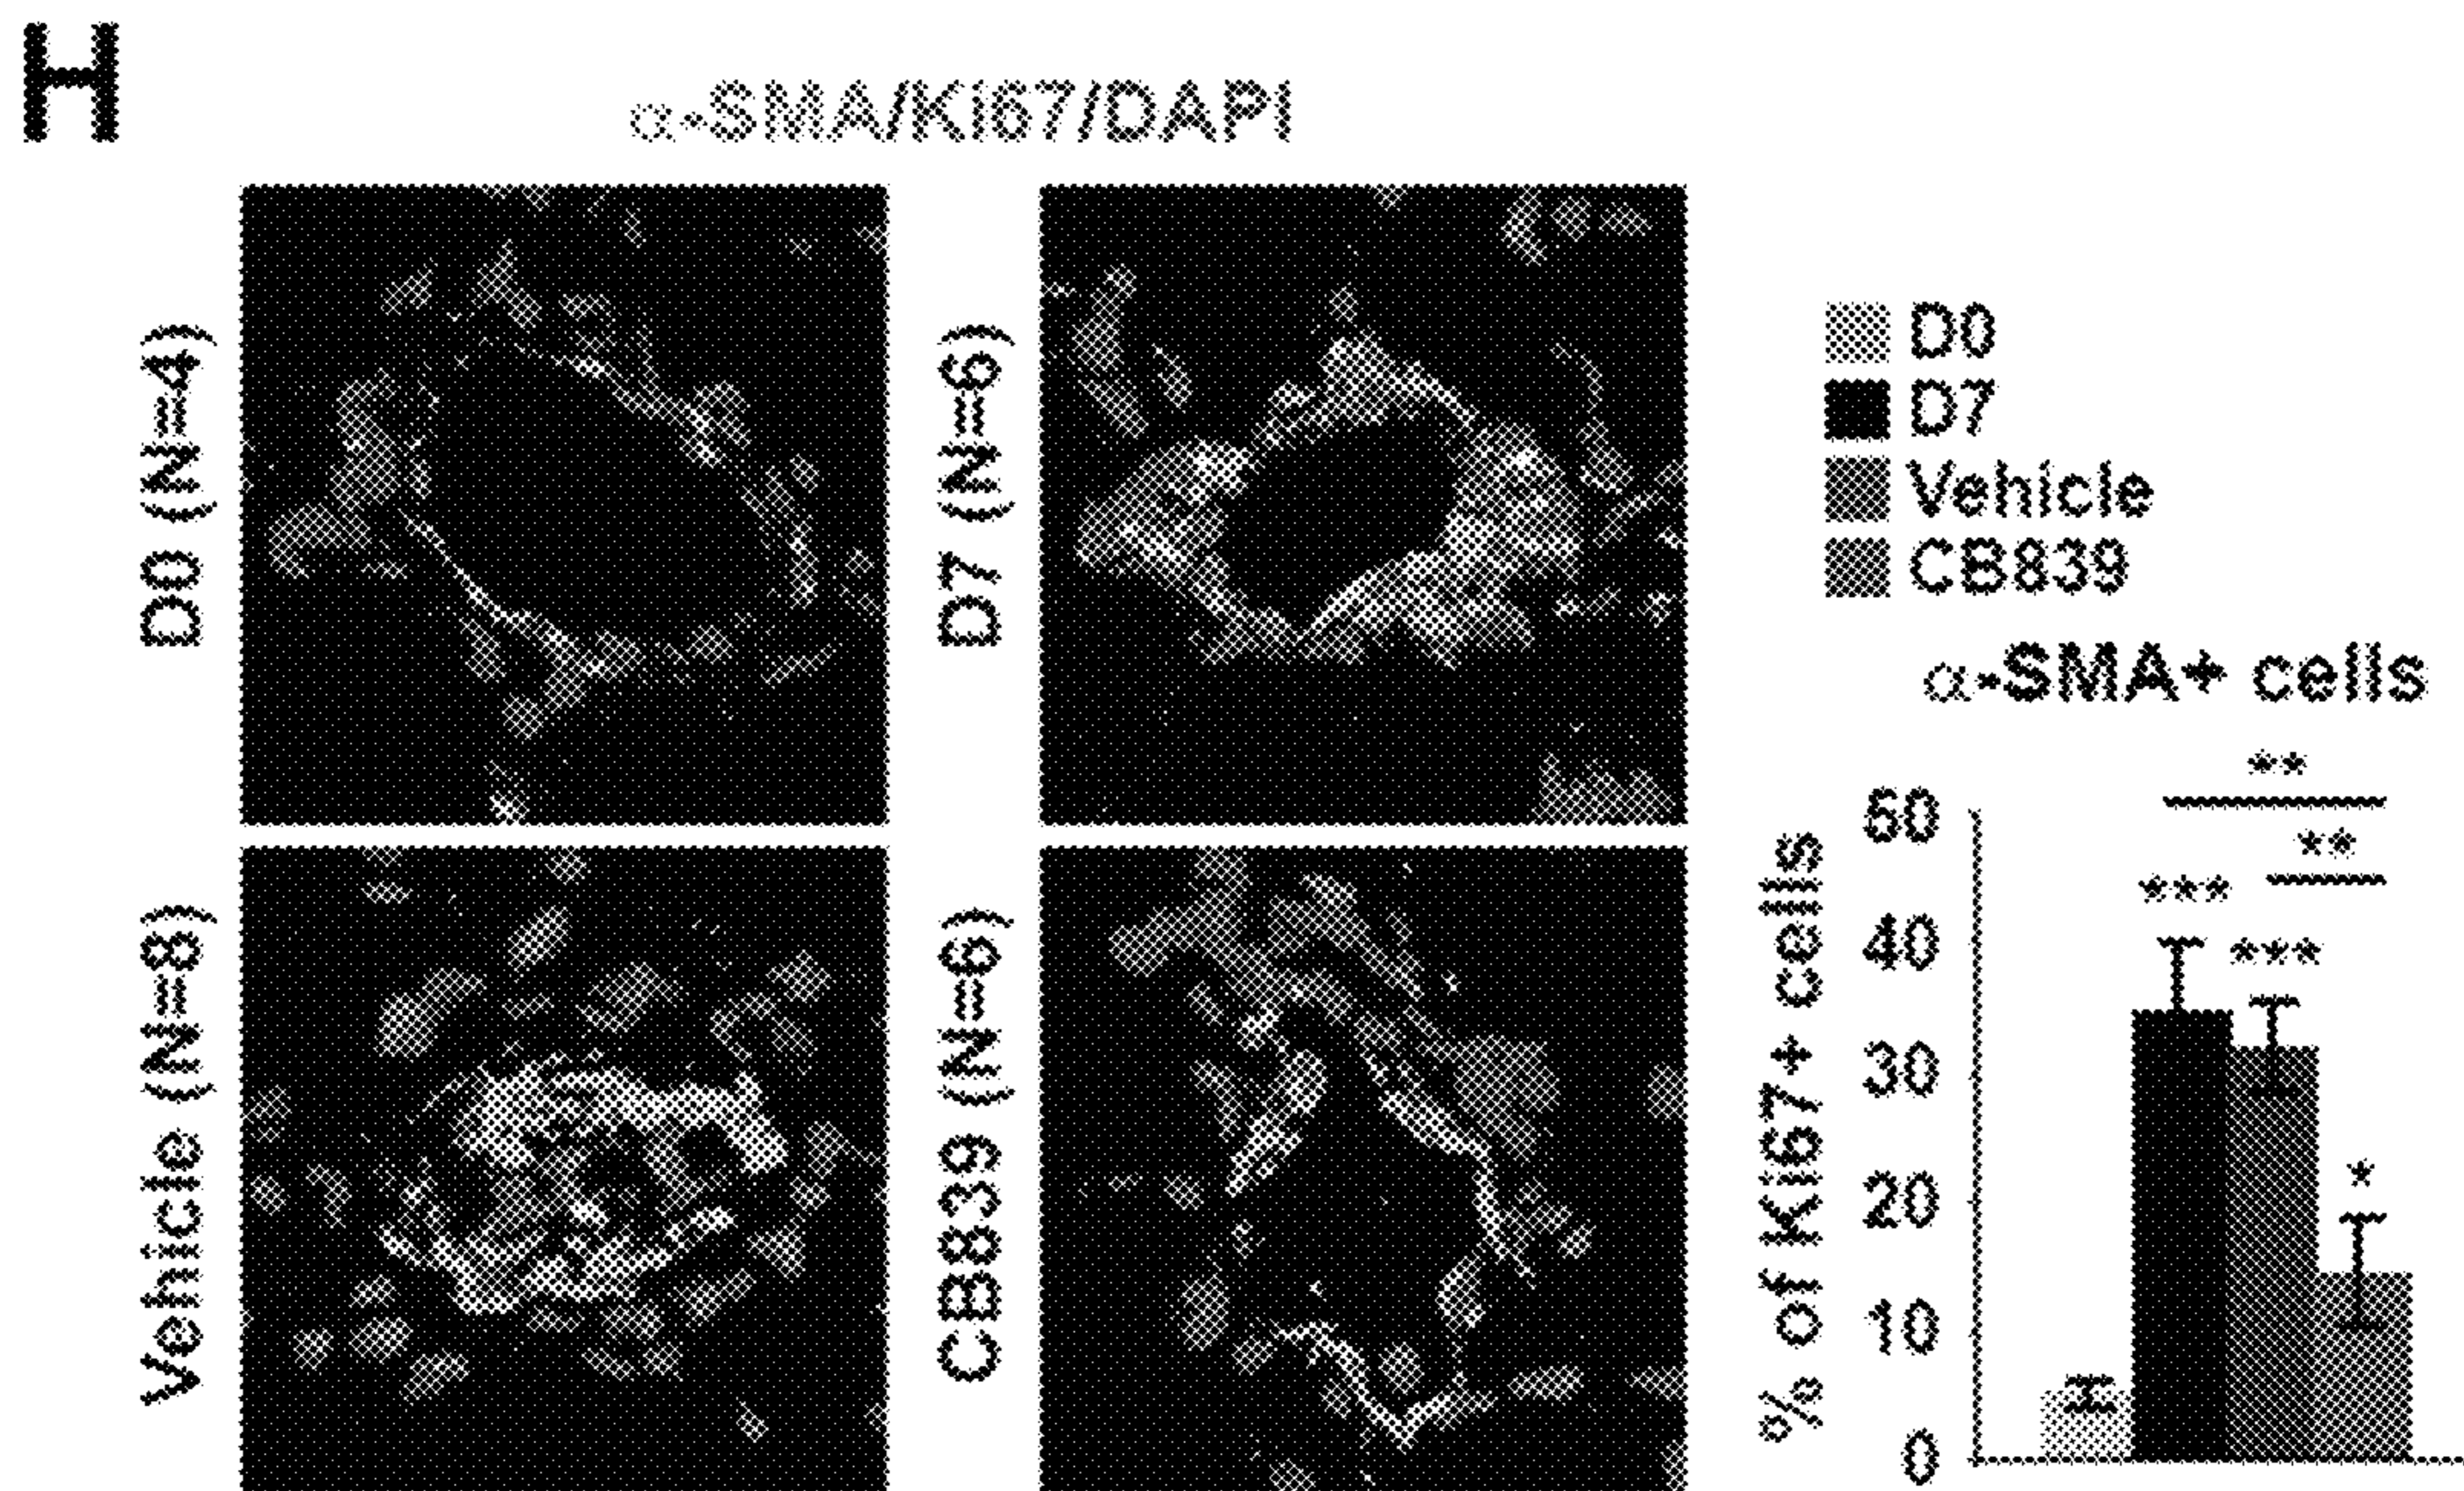 H
α-SMA/Ki67/DAPI
D0 (N=4)
D7 (N=6)
Vehicle (N=8)
CB839 (N=6)
D0
D7
Vehicle
CB839
α-SMA+ cells
% of Ki67+ cells
50
40
30
20
10
0
**
**
***
***
*